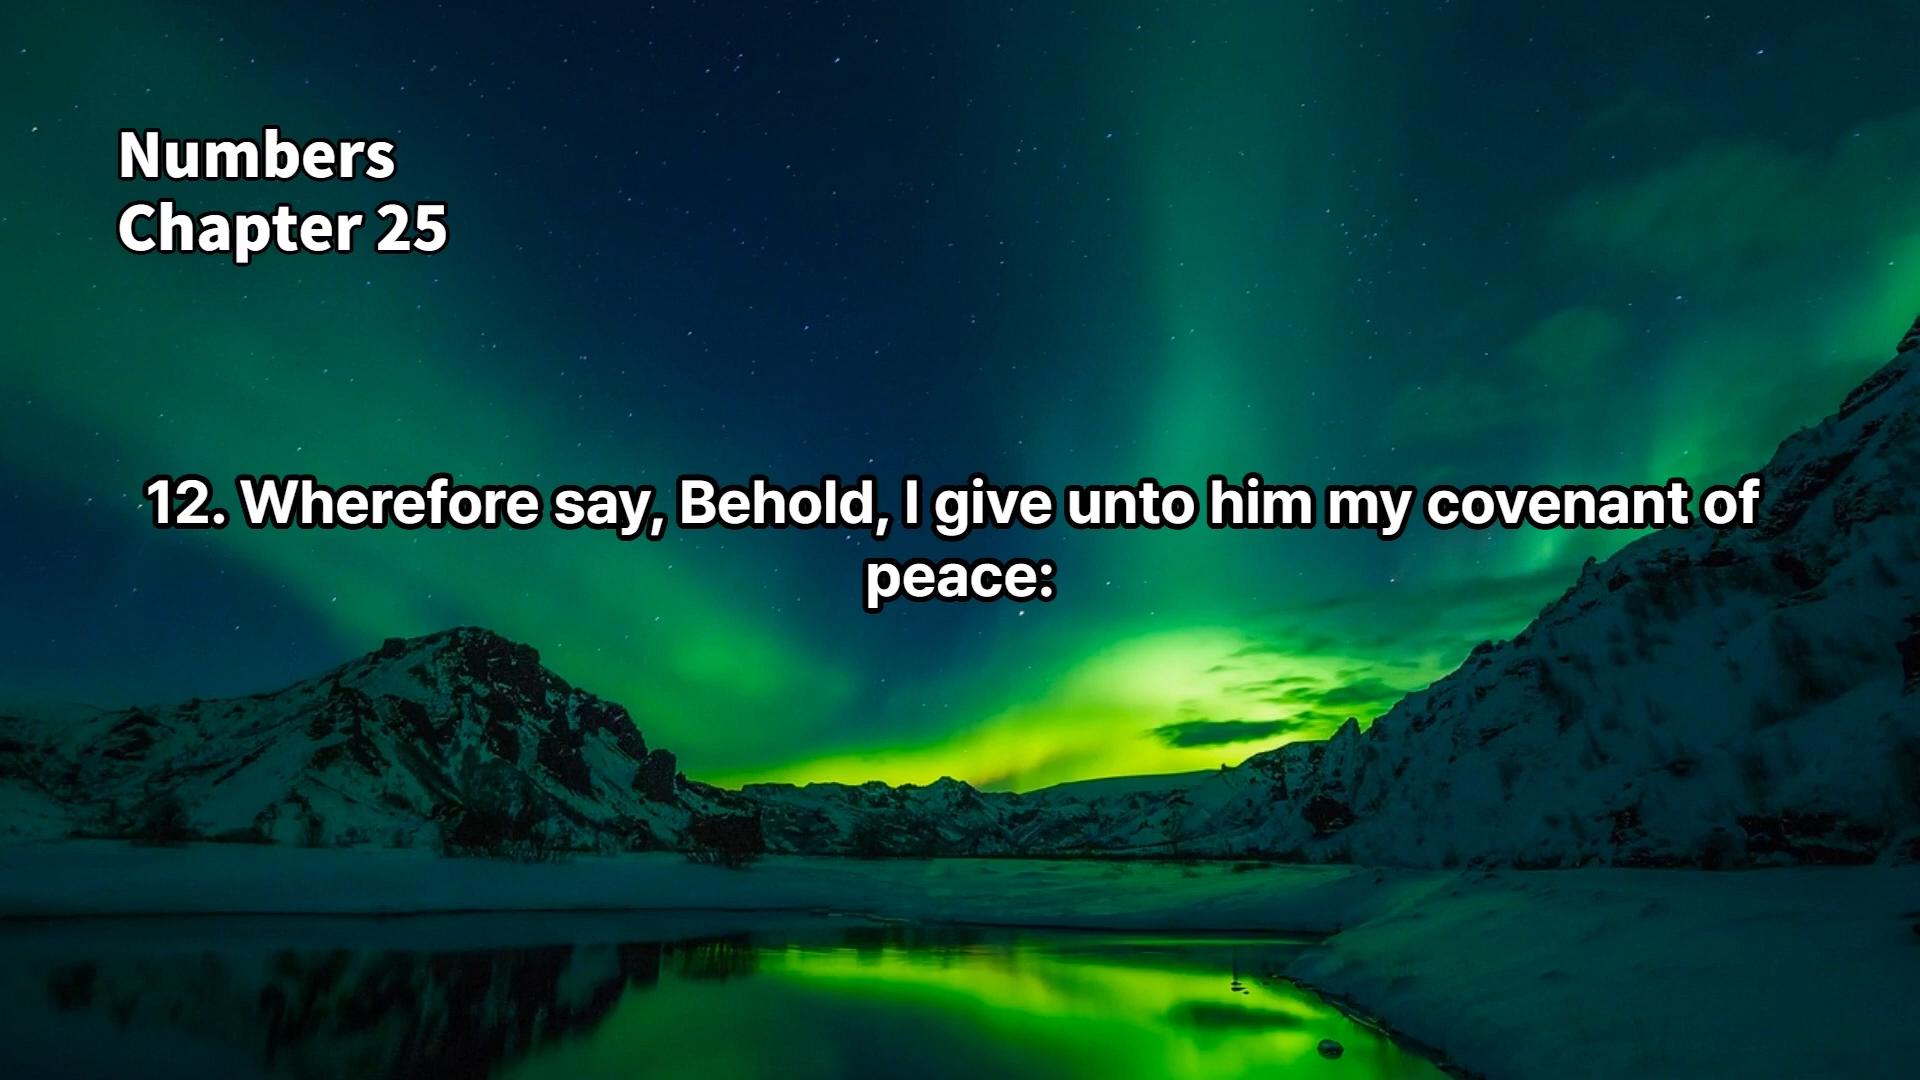 Numbers
Chapter 25
12. Wherefore say, Behold, I give unto him my covenant of
peace: